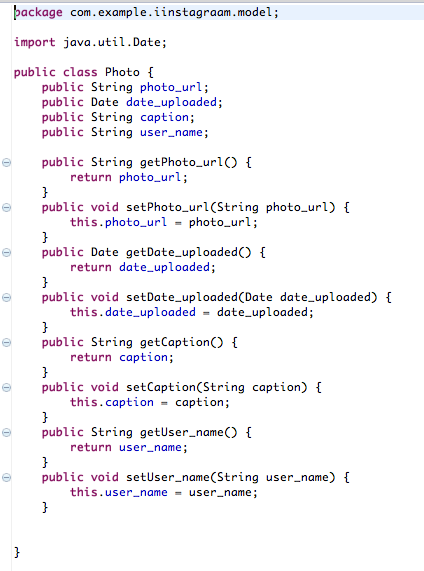 package com.example.iinstagraam.model;
import java.util.Date;
public class Photo {
public String photo_url;
public Date date_uploaded;
public String caption;
public String user_name;
public String getPhoto_url() {
return photo_url;
}
public void setPhoto_url(String photo_url) {
this.photo_url = photo_url;
}
public Date getDate_uploaded() {
return date_uploaded;
}
public void setDate_uploaded(Date date_uploaded) {
this.date_uploaded = date_uploaded;
}
public String getCaption() {
return caption;
}
public void setCaption(String caption) {
this.caption = caption;
}
public String getUser_name() {
return user_name;
}
public void setUser_name(String user_name) {
this.user_name = user_name;
}
}